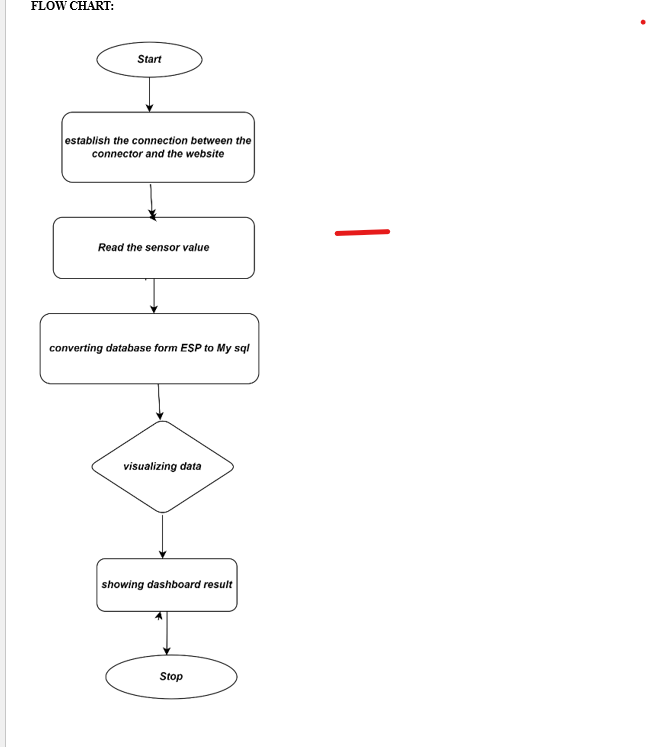 FLOW CHART:
Start
establish the connection between the
connector and the website
Read the sensor value
converting database form ESP to My sql
visualizing data
showing dashboard result
Stop